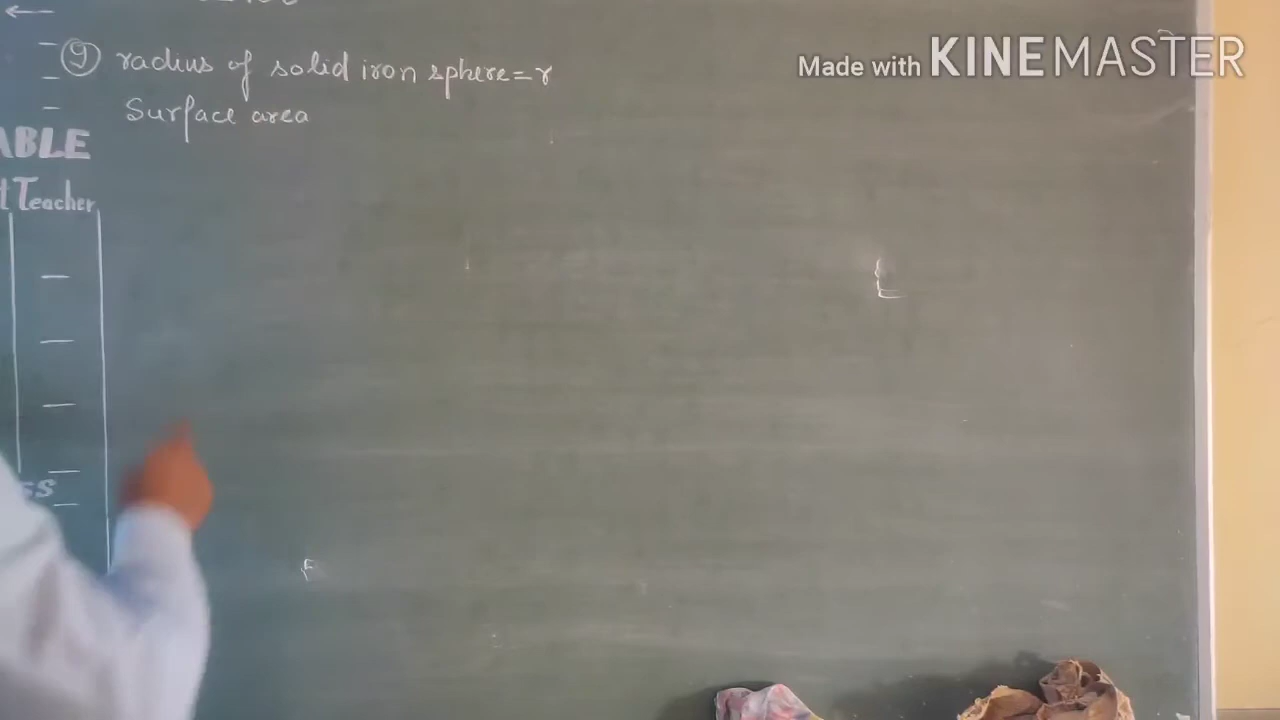 ⑨ radius of solid iron sphere = r
Surface area
Made with KINEMASTER
ABLE
Teacher